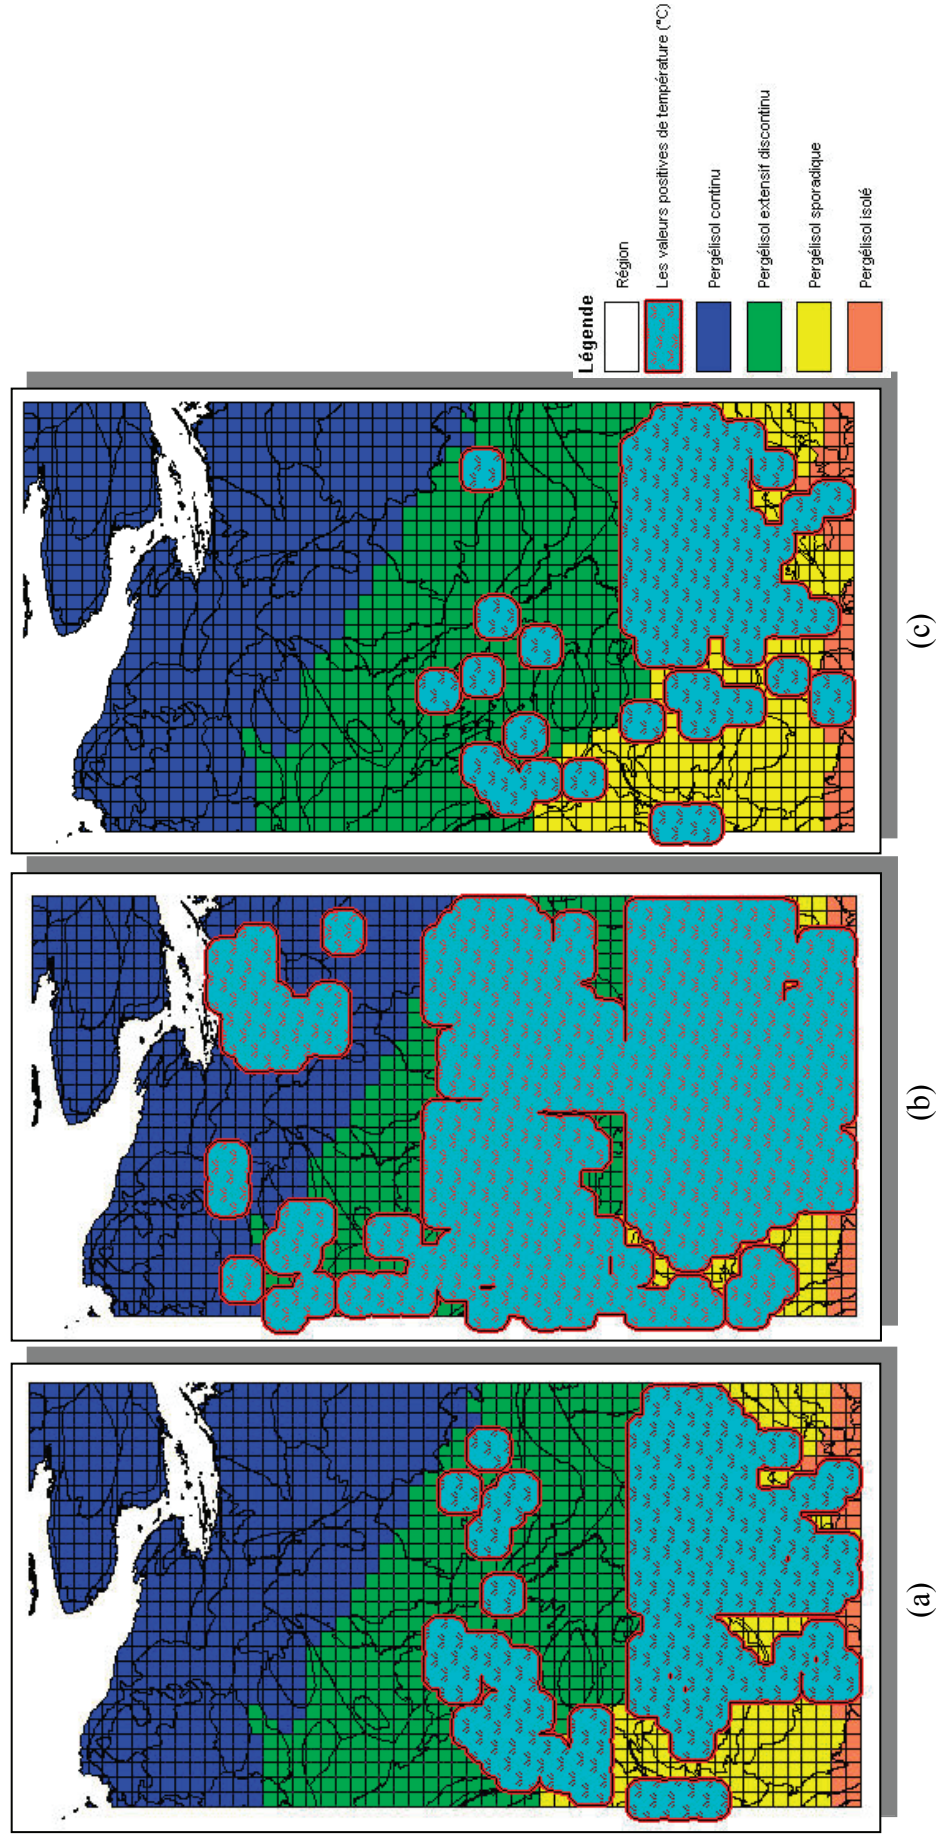 (a)
(b)
(c)
Légende
Région
Les valeurs positives de température (°C)
Pergélisol continu
Pergélisol extensif discontinu
Pergélisol sporadique
Pergélisol isolé